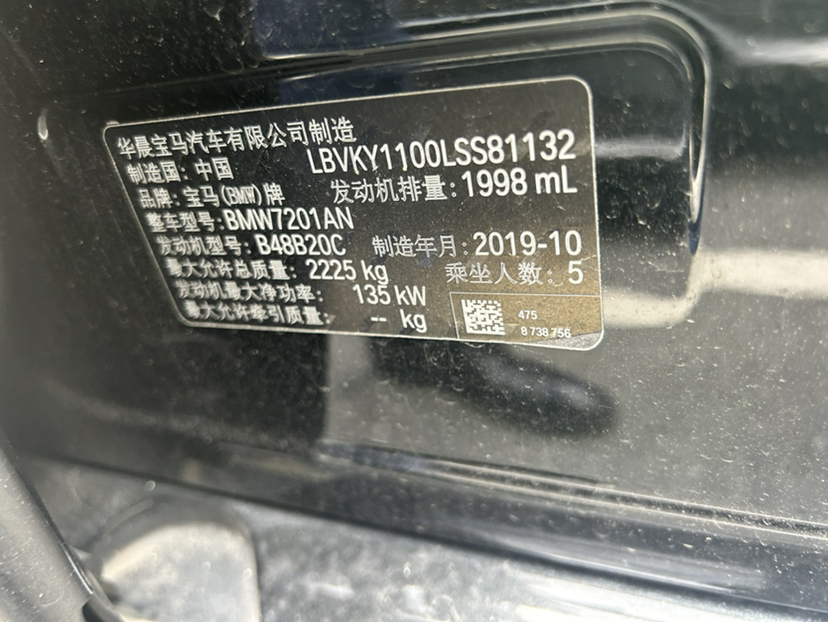 华晨宝马汽车有限公司制造
制造国：中国 LBVKY1100LSS81132
品牌：宝马(BMW)牌 发动机排量：1998 mL
整车型号：BMW7201AN
发动机型号：B48B20C 制造年月：2019-10
最大允许总质量：2225 kg 乘坐人数：5
发动机最大净功率：135 kW
最大允许牵引质量：-- kg
475
8 738 756